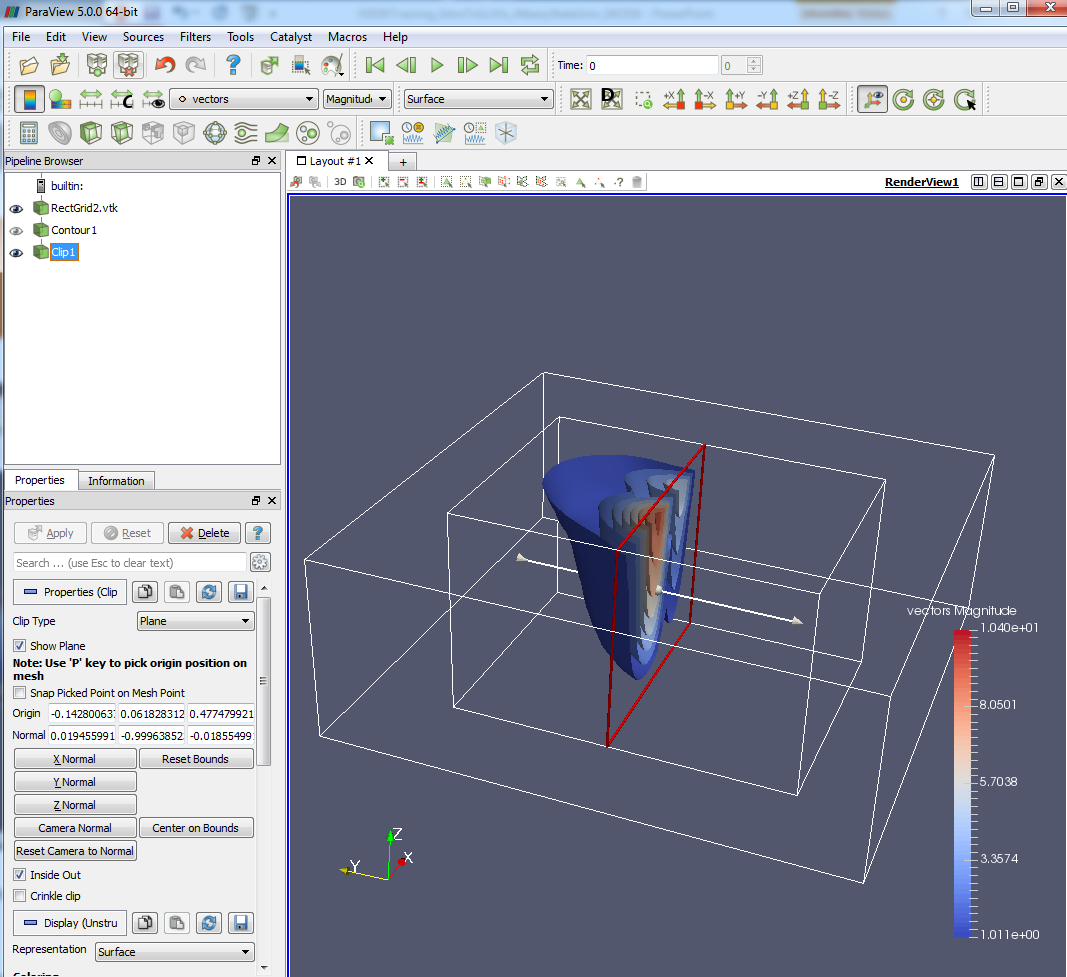 ParaView 5.0.0 64-bit
File Edit View Sources Filters Tools Catalyst Macros Help
Time: 0 0
vectors Magnitude Surface D +X -X +Y -Y +Z -Z
Pipeline Browser
Layout #1
3D RenderView1
builtin:
RectGrid2.vtk
Contour1
Clip1
Properties Information
Properties
Apply Reset Delete ?
Search ... (use Esc to clear text)
Properties (Clip
Clip Type Plane
Show Plane
Note: Use 'P' key to pick origin position on
mesh
Snap Picked Point on Mesh Point
Origin -0.142800637 0.061828312 0.477479921
Normal 0.019455991 -0.999638523 -0.01855499
X Normal Reset Bounds
Y Normal
Z Normal
Camera Normal Center on Bounds
Reset Camera to Normal
Inside Out
Crinkle clip
Display (Unstru
Representation Surface
vectors Magnitude
1.040e+01
8.0501
5.7038
3.3574
1.011e+00
Z
X
Y